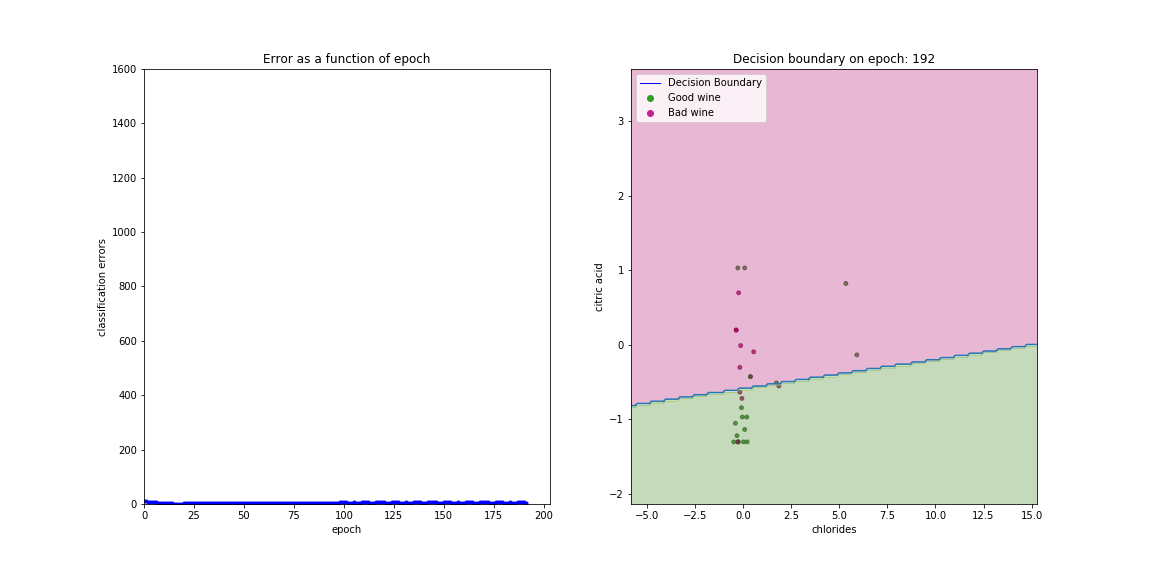 Error as a function of epoch
1600
1400
1200
1000
800
600
400
200
0
classification errors
0 25 50 75 100 125 150 175 200
epoch
Decision boundary on epoch: 192
Decision Boundary
Good wine
Bad wine
3
2
1
0
−1
−2
citric acid
−5.0 −2.5 0.0 2.5 5.0 7.5 10.0 12.5 15.0
chlorides